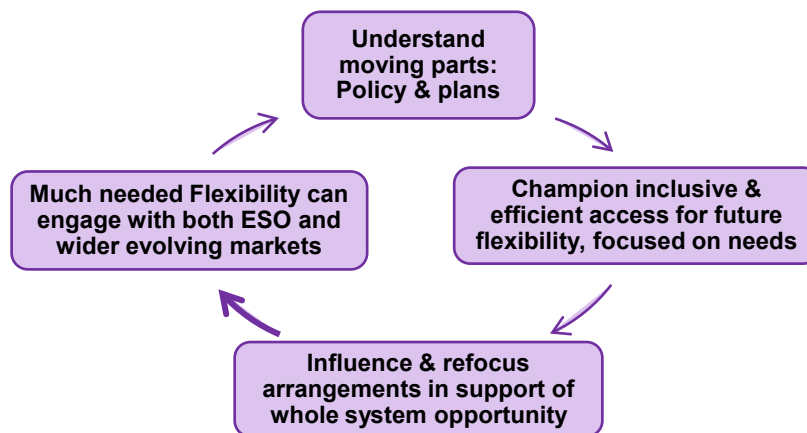 Understand
moving parts:
Policy & plans
Much needed Flexibility can
engage with both ESO and
wider evolving markets
Champion inclusive &
efficient access for future
flexibility, focused on needs
Influence & refocus
arrangements in support of
whole system opportunity